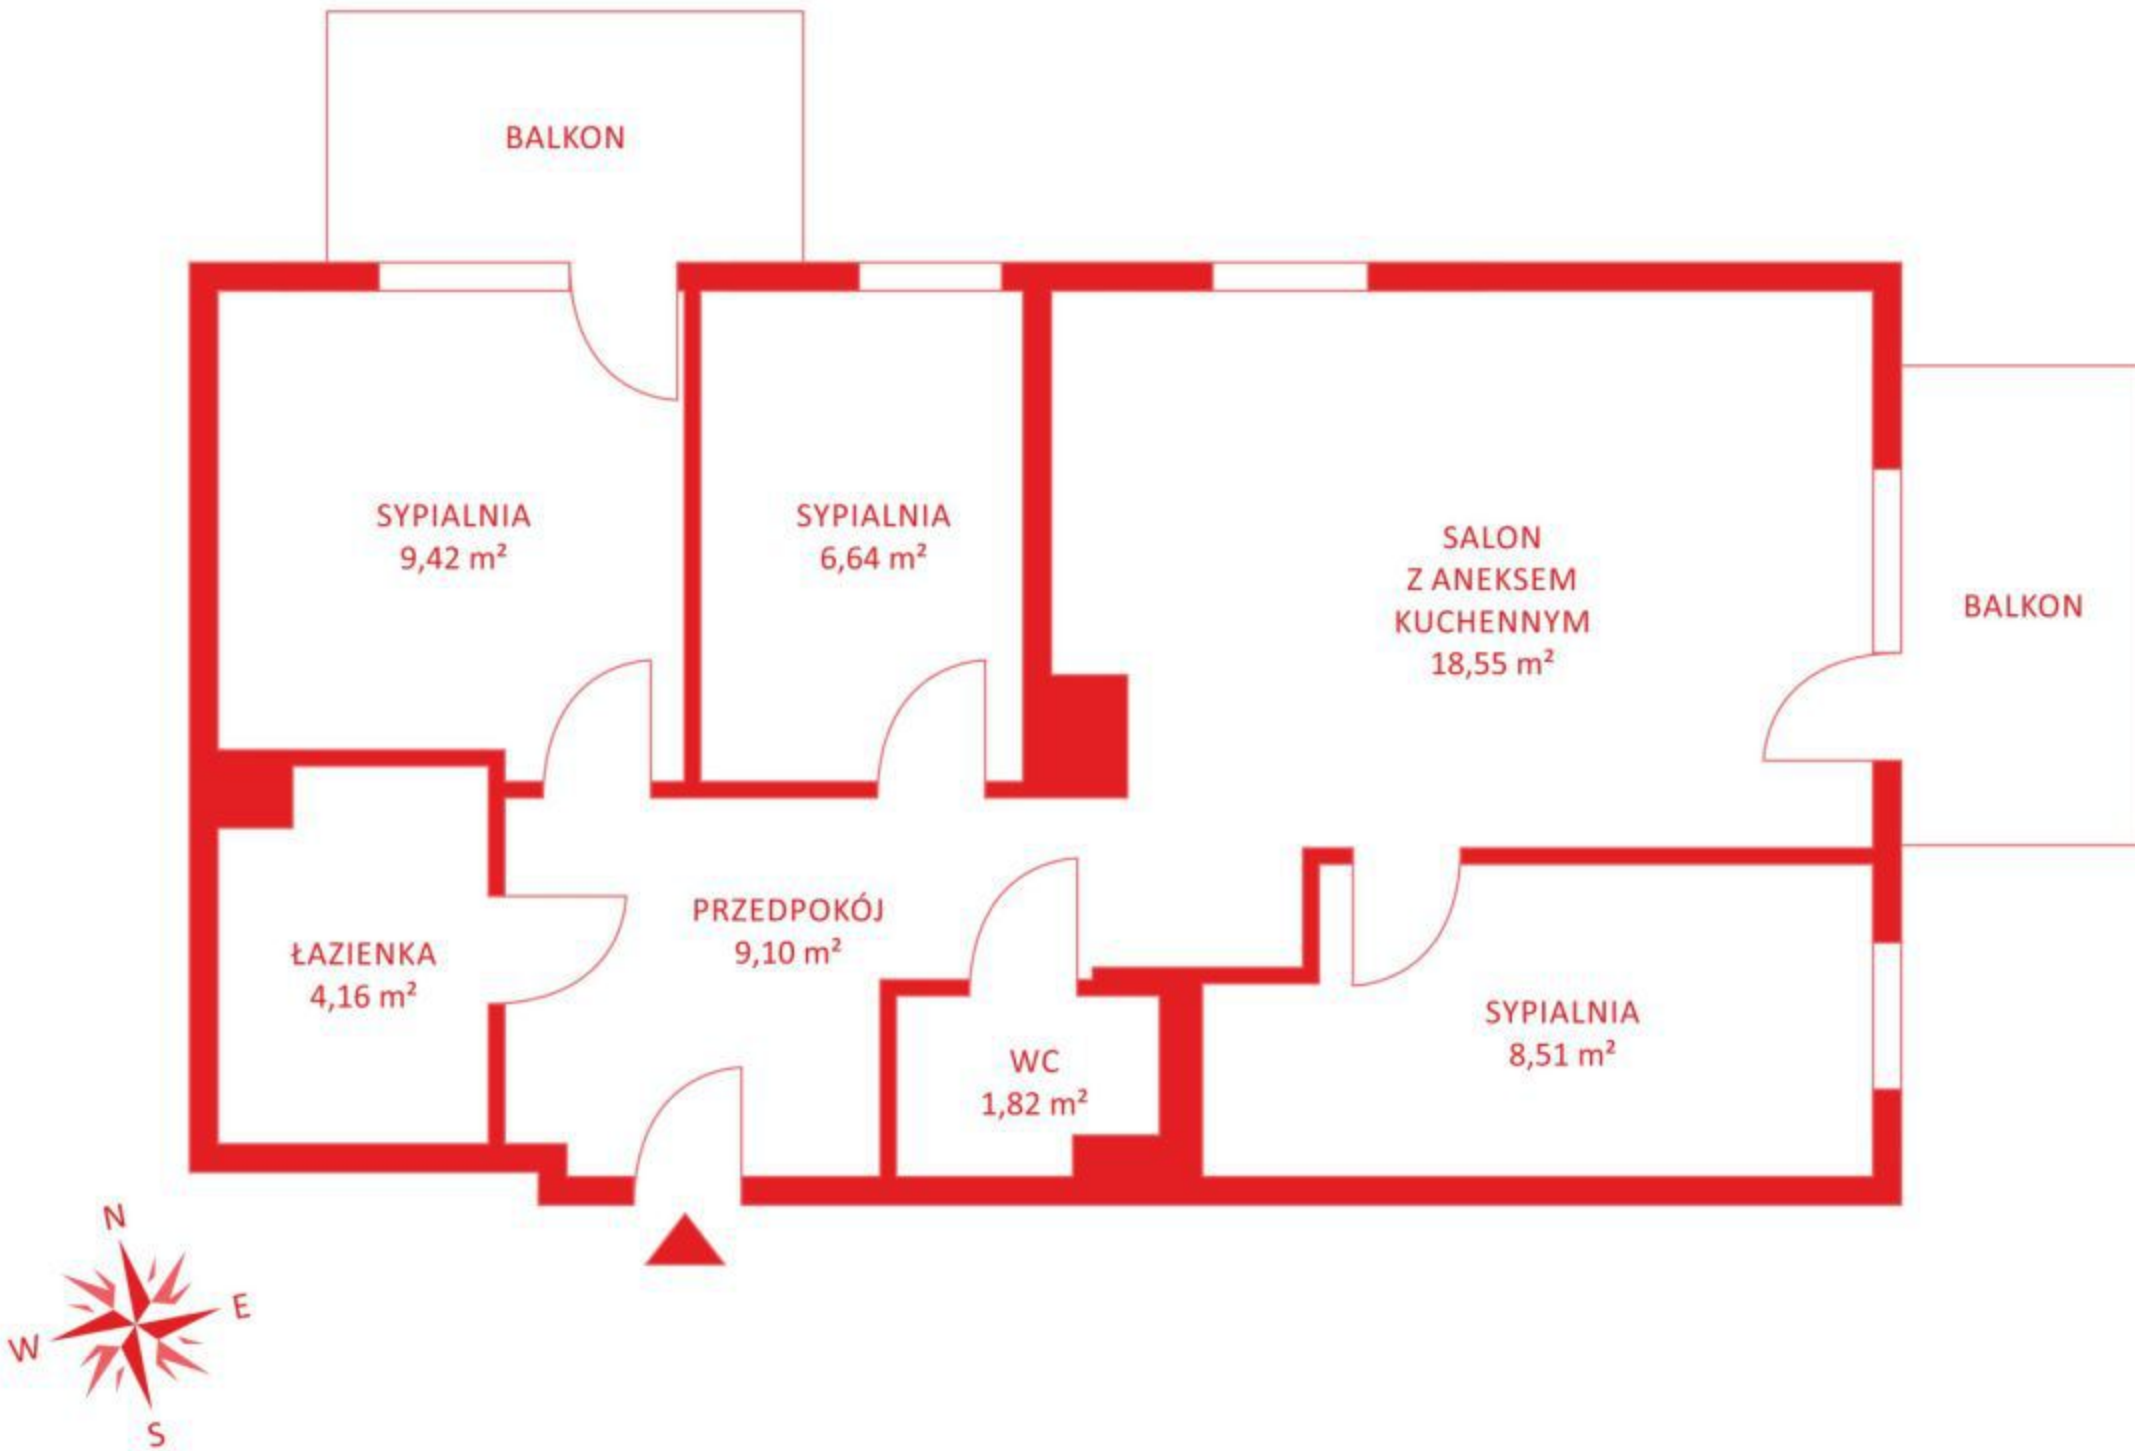 BALKON
SYPIALNIA
9,42 m²
SYPIALNIA
6,64 m²
SALON
Z ANEKSEM
KUCHENNYM
18,55 m²
BALKON
ŁAZIENKA
4,16 m²
PRZEDPOKÓJ
9,10 m²
WC
1,82 m²
SYPIALNIA
8,51 m²
N
E
W
S